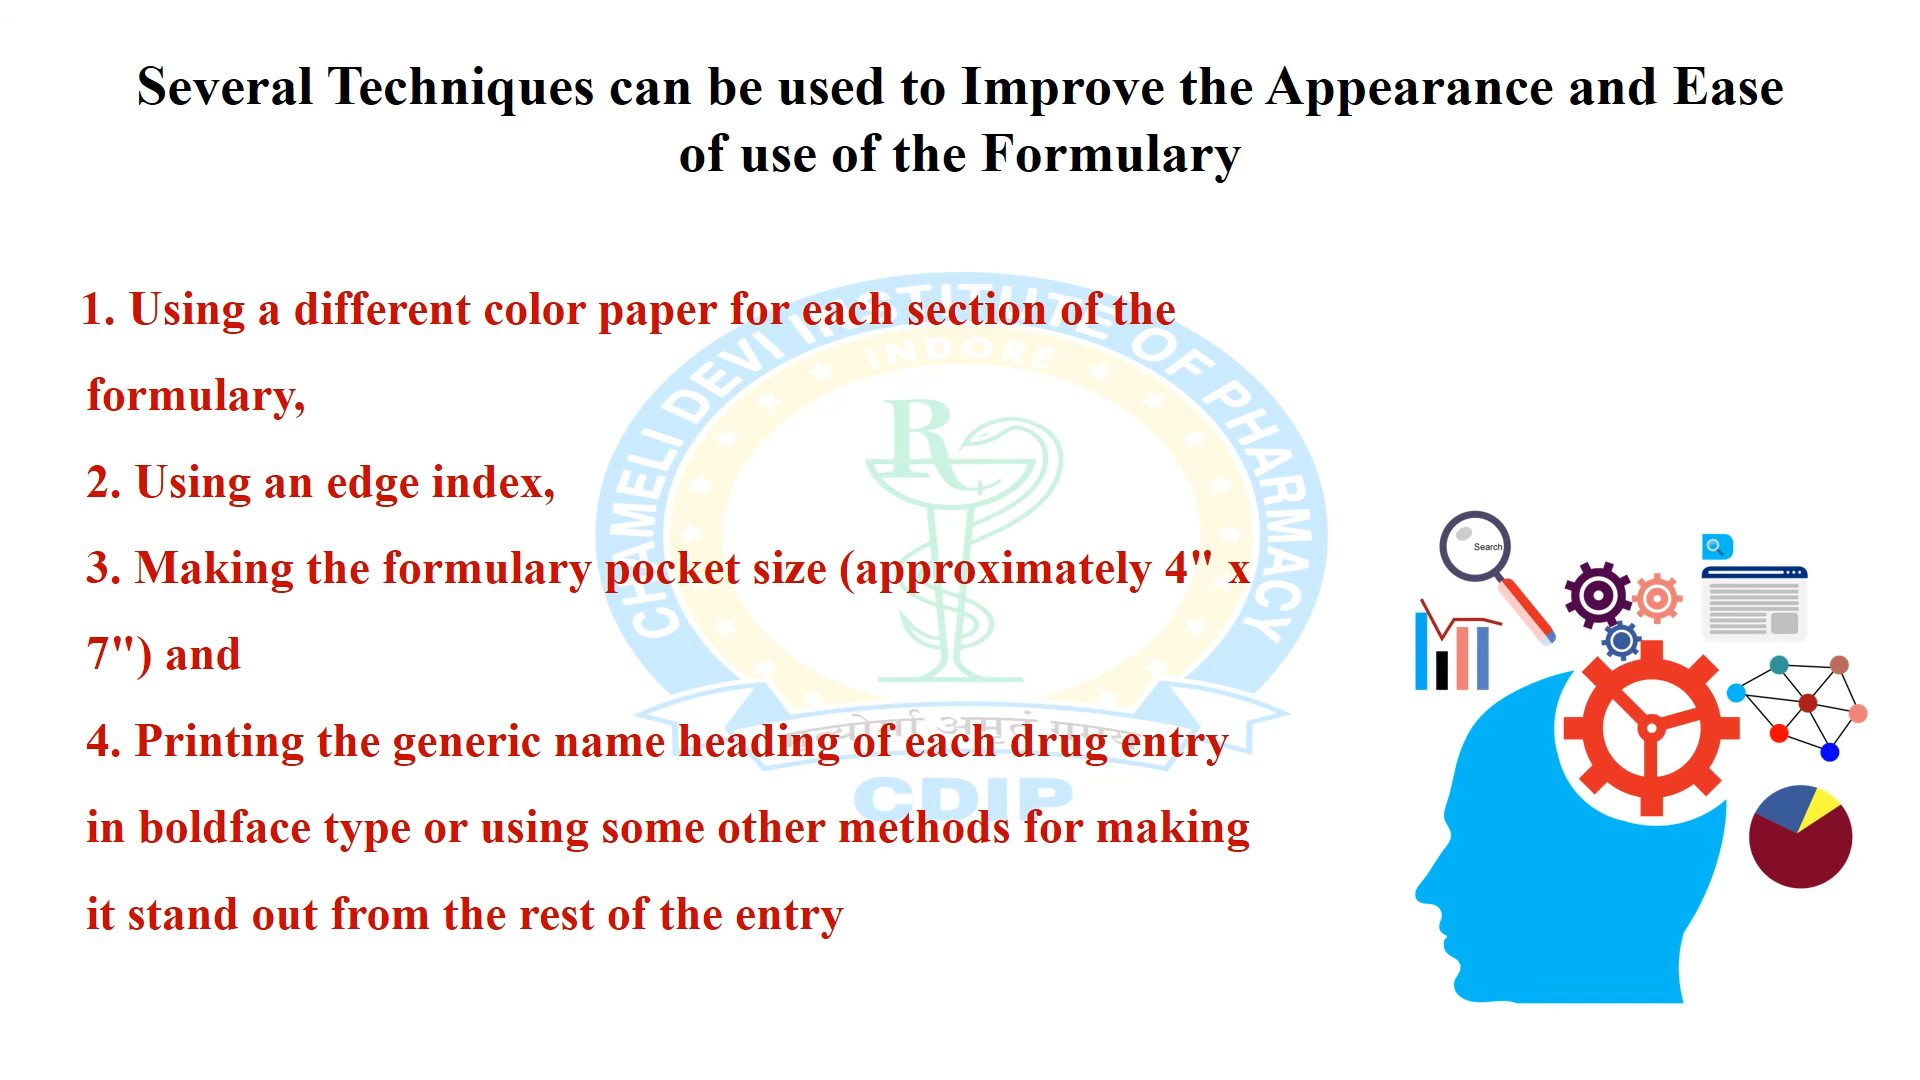 Several Techniques can be used to Improve the Appearance and Ease
of use of the Formulary
1. Using a different color paper for each section of the
formulary,
2. Using an edge index,
3. Making the formulary pocket size (approximately 4" x
7") and
4. Printing the generic name heading of each drug entry
in boldface type or using some other methods for making
it stand out from the rest of the entry
CHAMELI DEVI INSTITUTE OF PHARMACY
INDORE
R
अमृतं
CDIP
Search